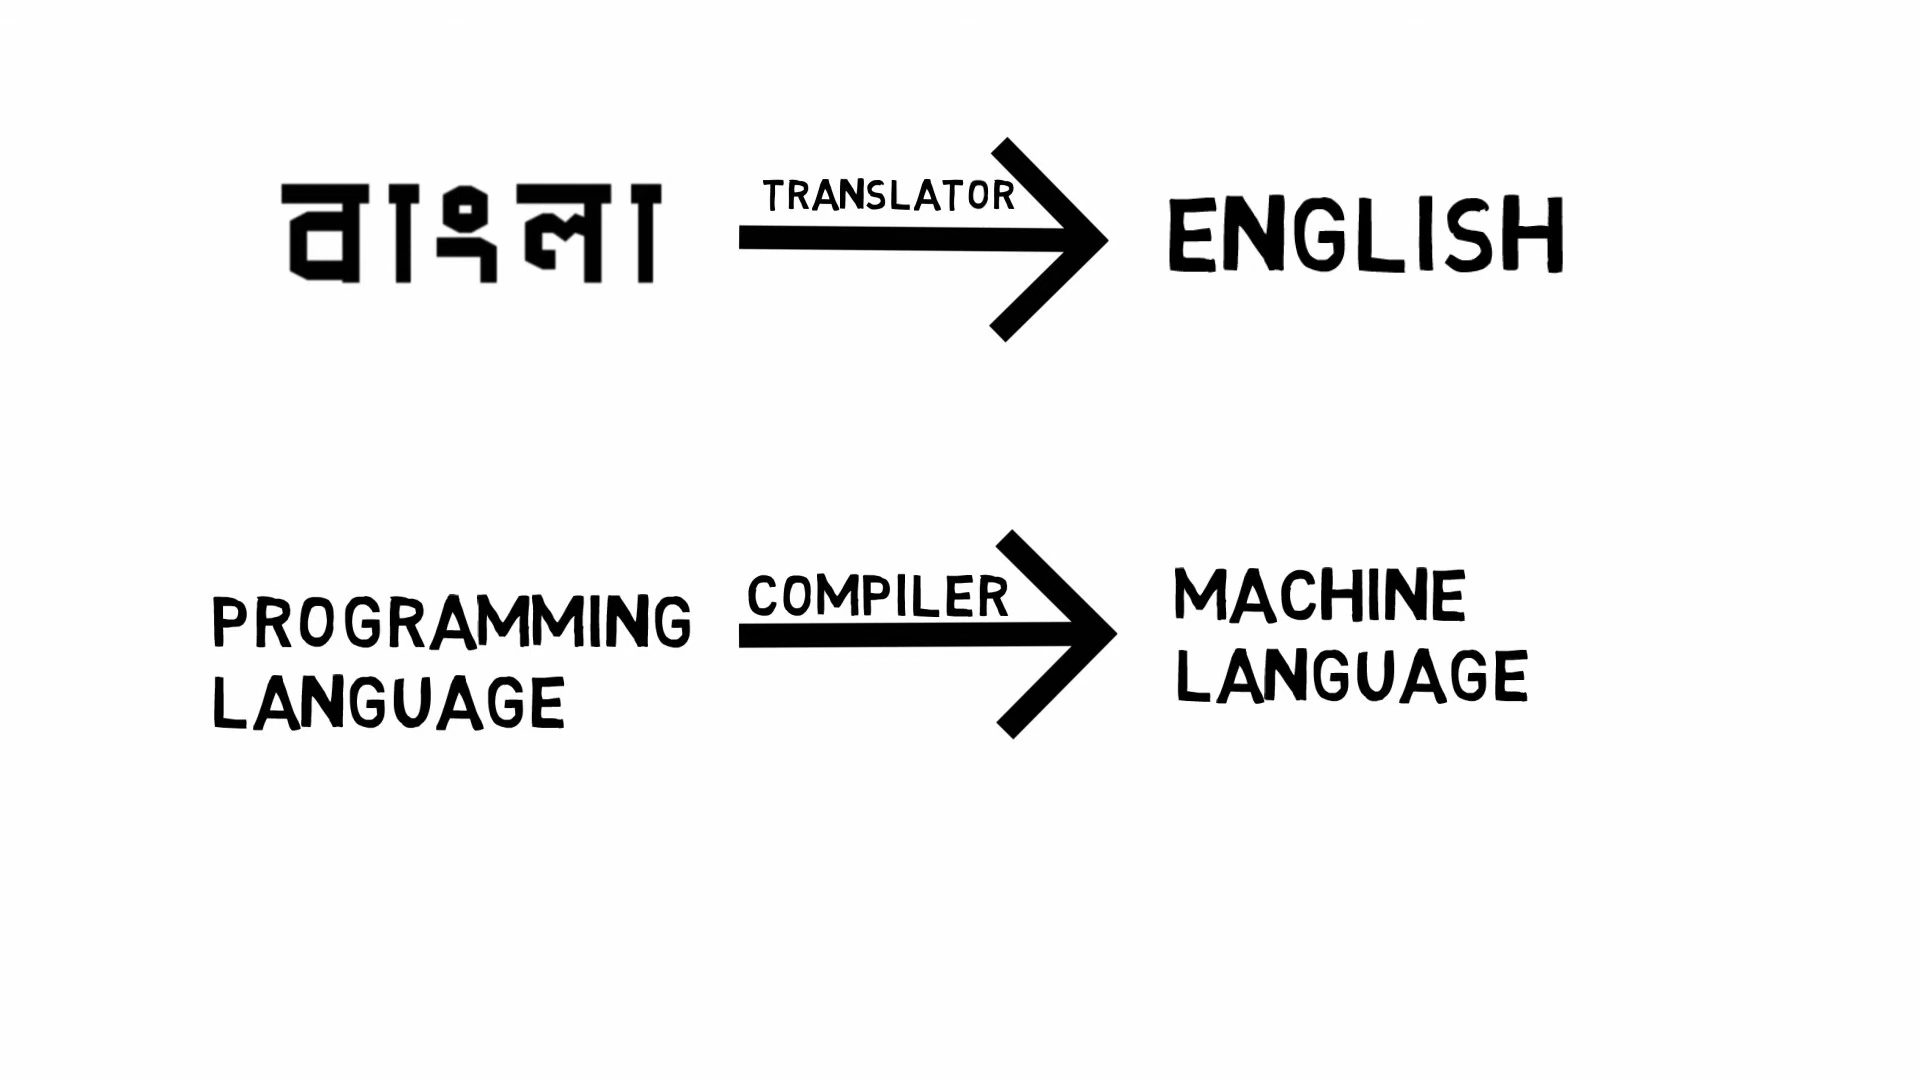 বাংলা TRANSLATOR ENGLISH
COMPILER
PROGRAMMING MACHINE
LANGUAGE LANGUAGE